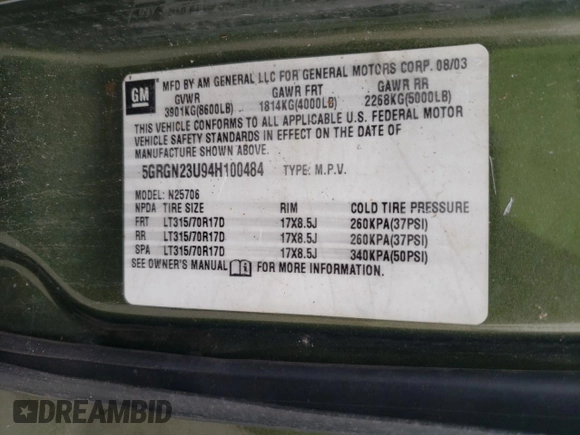 GM
MFD BY AM GENERAL LLC FOR GENERAL MOTORS CORP. 08/03
GVWR GAWR FRT GAWR RR
3901KG(8600LB) 1814KG(4000LB) 2268KG(5000LB)
THIS VEHICLE CONFORMS TO ALL APPLICABLE U.S. FEDERAL MOTOR
VEHICLE SAFETY STANDARDS IN EFFECT ON THE DATE OF
MANUFACTURE SHOWN ABOVE.
5GRGN23U94H100484 TYPE: M.P.V.
MODEL: N25706
NPDA TIRE SIZE RIM COLD TIRE PRESSURE
FRT LT315/70R17D 17X8.5J 260KPA(37PSI)
RR LT315/70R17D 17X8.5J 260KPA(37PSI)
SPA LT315/70R17D 17X8.5J 340KPA(50PSI)
SEE OWNER'S MANUAL FOR MORE INFORMATION.
DREAMBID